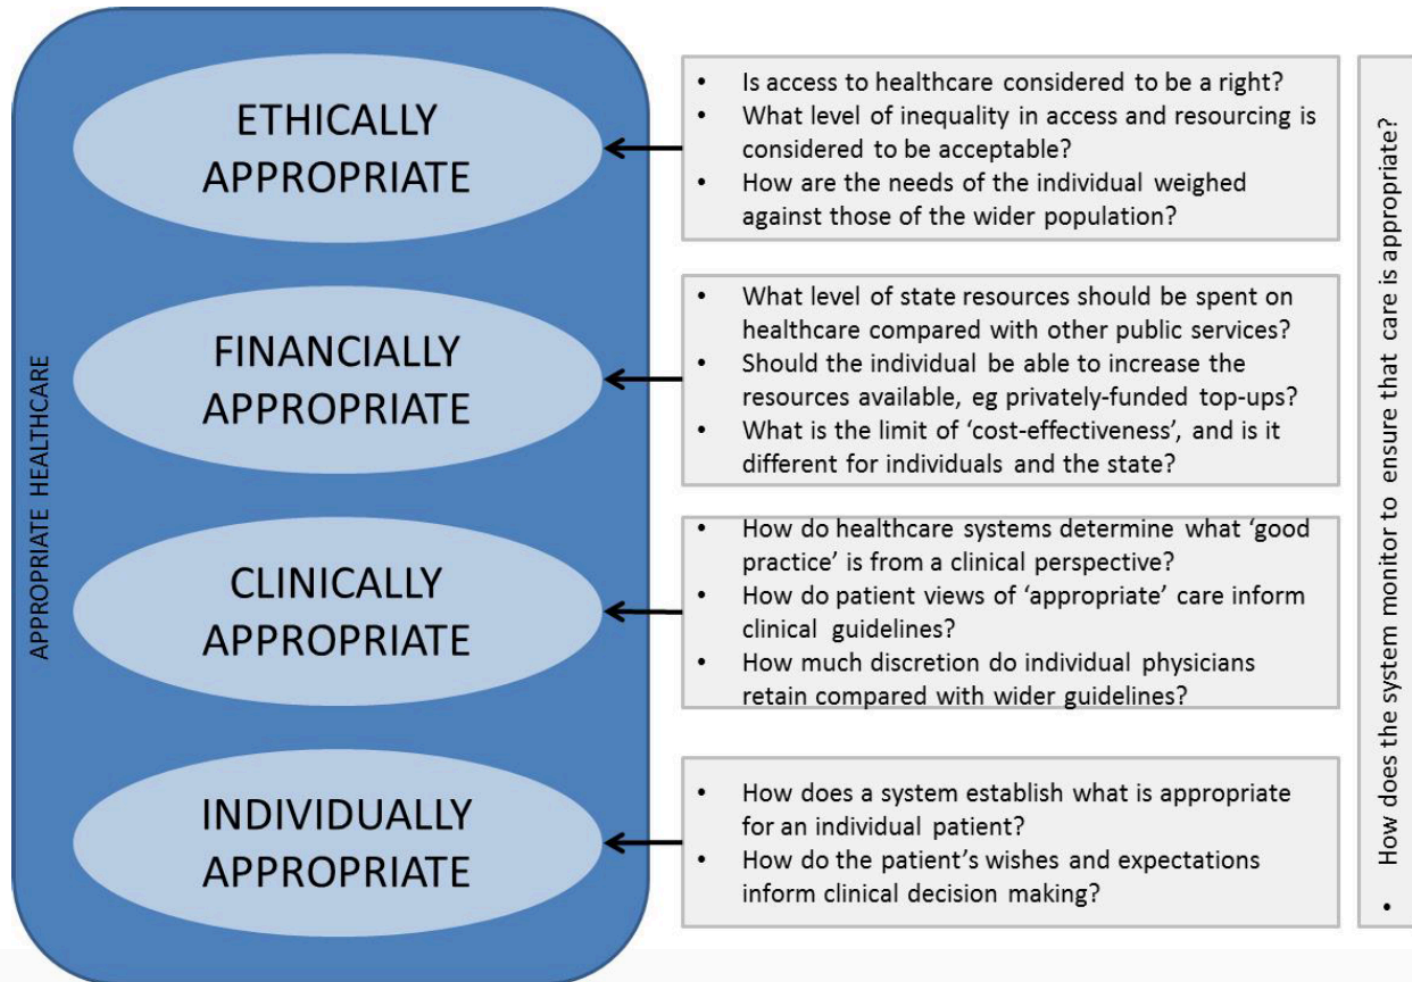 APPROPRIATE HEALTHCARE
ETHICALLY
APPROPRIATE
• Is access to healthcare considered to be a right?
• What level of inequality in access and resourcing is
considered to be acceptable?
• How are the needs of the individual weighed
against those of the wider population?
FINANCIALLY
APPROPRIATE
• What level of state resources should be spent on
healthcare compared with other public services?
• Should the individual be able to increase the
resources available, eg privately-funded top-ups?
• What is the limit of ‘cost-effectiveness’, and is it
different for individuals and the state?
CLINICALLY
APPROPRIATE
• How do healthcare systems determine what ‘good
practice’ is from a clinical perspective?
• How do patient views of ‘appropriate’ care inform
clinical guidelines?
• How much discretion do individual physicians
retain compared with wider guidelines?
INDIVIDUALLY
APPROPRIATE
• How does a system establish what is appropriate
for an individual patient?
• How do the patient’s wishes and expectations
inform clinical decision making?
• How does the system monitor to ensure that care is appropriate?